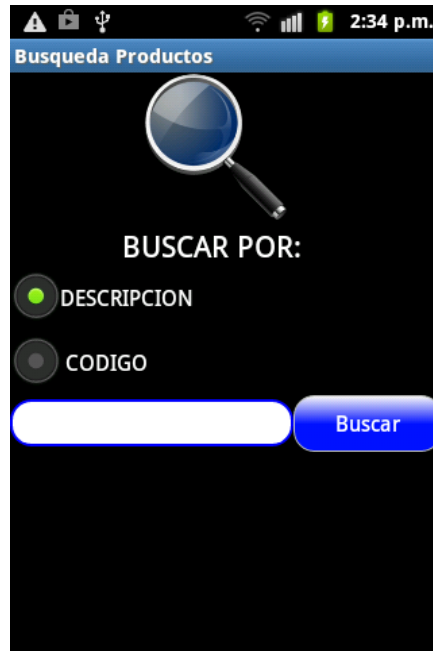 2:34 p.m.
Busqueda Productos
BUSCAR POR:
DESCRIPCION
CODIGO
Buscar